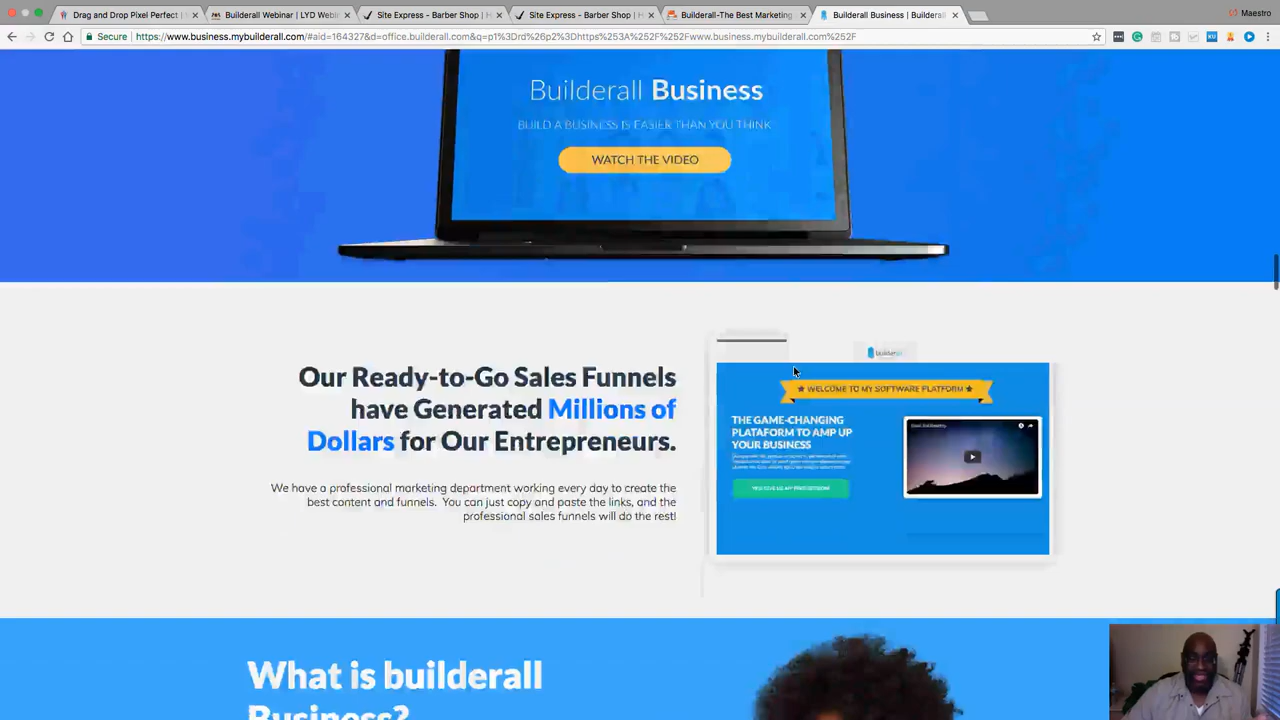 Drag and Drop Pixel Perfect
Builderall Webinar | LYD Webi
Site Express - Barber Shop | H
Site Express - Barber Shop | H
Builderall-The Best Marketing
Builderall Business | Builderal
Maestro
Secure
https://www.business.mybuilderall.com/#aid=164327&d=office.builderall.com&q=p1%3Drd%26p2%3Dhttps%253A%252F%252Fwww.business.mybuilderall.com%252F
Builderall Business
BUILD A BUSINESS IS EASIER THAN YOU THINK
WATCH THE VIDEO
Our Ready-to-Go Sales Funnels
have Generated Millions of
Dollars for Our Entrepreneurs.
We have a professional marketing department working every day to create the
best content and funnels. You can just copy and paste the links, and the
professional sales funnels will do the rest!
★ WELCOME TO MY SOFTWARE PLATFORM ★
THE GAME-CHANGING
PLATAFORM TO AMP UP
YOUR BUSINESS
What is builderall
Business?